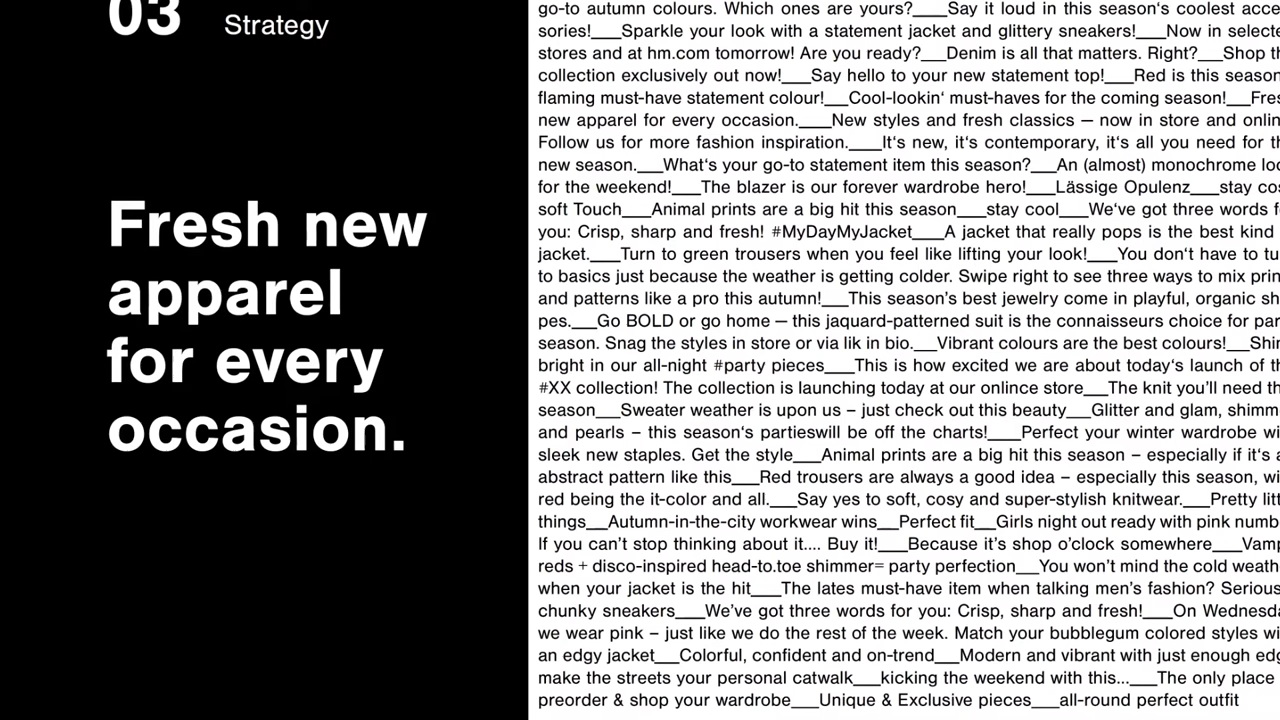 03 Strategy
Fresh new
apparel
for every
occasion.
go-to autumn colours. Which ones are yours?___Say it loud in this season‘s coolest acce
sories!___Sparkle your look with a statement jacket and glittery sneakers!___Now in selecte
stores and at hm.com tomorrow! Are you ready?___Denim is all that matters. Right?___Shop th
collection exclusively out now!___Say hello to your new statement top!___Red is this season
flaming must-have statement colour!___Cool-lookin‘ must-haves for the coming season!___Fres
new apparel for every occasion.____New styles and fresh classics – now in store and onlin
Follow us for more fashion inspiration.____It‘s new, it‘s contemporary, it‘s all you need for th
new season.___What‘s your go-to statement item this season?___An (almost) monochrome loo
for the weekend!___The blazer is our forever wardrobe hero!___Lässige Opulenz___stay cos
soft Touch___Animal prints are a big hit this season___stay cool___We‘ve got three words fo
you: Crisp, sharp and fresh! #MyDayMyJacket___A jacket that really pops is the best kind
jacket.___Turn to green trousers when you feel like lifting your look!___You don‘t have to tu
to basics just because the weather is getting colder. Swipe right to see three ways to mix prin
and patterns like a pro this autumn!___This season’s best jewelry come in playful, organic sh
pes.___Go BOLD or go home – this jaquard-patterned suit is the connaisseurs choice for par
season. Snag the styles in store or via lik in bio.___Vibrant colours are the best colours!___Shin
bright in our all-night #party pieces___This is how excited we are about today‘s launch of th
#XX collection! The collection is launching today at our onlince store___The knit you’ll need th
season___Sweater weather is upon us – just check out this beauty___Glitter and glam, shimm
and pearls – this season‘s partieswill be off the charts!___Perfect your winter wardrobe wi
sleek new staples. Get the style___Animal prints are a big hit this season – especially if it‘s a
abstract pattern like this___Red trousers are always a good idea – especially this season, wi
red being the it-color and all.___Say yes to soft, cosy and super-stylish knitwear.___Pretty litt
things___Autumn-in-the-city workwear wins___Perfect fit___Girls night out ready with pink numb
If you can’t stop thinking about it.... Buy it!___Because it’s shop o’clock somewhere___Vamp
reds + disco-inspired head-to.toe shimmer= party perfection___You won’t mind the cold weath
when your jacket is the hit___The lates must-have item when talking men’s fashion? Serious
chunky sneakers___We’ve got three words for you: Crisp, sharp and fresh!___On Wednesda
we wear pink – just like we do the rest of the week. Match your bubblegum colored styles wi
an edgy jacket___Colorful, confident and on-trend___Modern and vibrant with just enough edg
make the streets your personal catwalk___kicking the weekend with this...___The only place
preorder & shop your wardrobe___Unique & Exclusive pieces___all-round perfect outfit